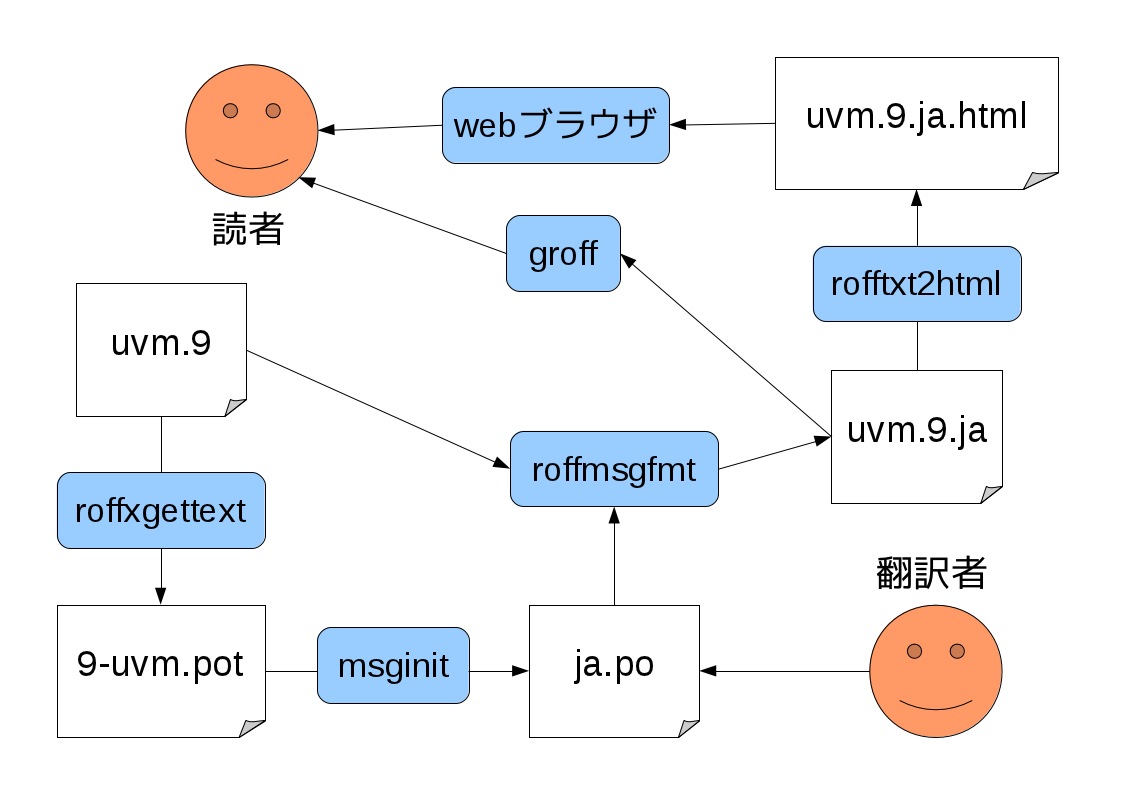 webブラウザ
uvm.9.ja.html
読者
groff
rofftxt2html
uvm.9
uvm.9.ja
roffmsgfmt
roffxgettext
翻訳者
9-uvm.pot
msginit
ja.po